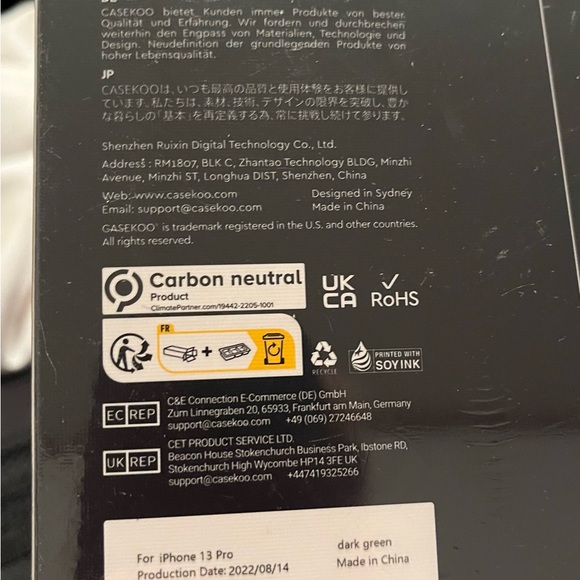 CASEKOO bietet Kunden immer Produkte von bester
Qualität und Erfahrung. Wir fordern und durchbrechen
weiterhin den Engpass von Materialien, Technologie und
Design. Neudefinition der grundlegenden Produkte von
hoher Lebensqualität.
JP
CASEKOOは、いつも最高の品質と使用体験をお客様に提供し
ています。私たちは、素材、技術、デザインの限界を突破し、豊か
な暮らしの「基本」を再定義する為、常に挑戦し続けて参ります。
Shenzhen Ruixin Digital Technology Co., Ltd.
Address : RM1807, BLK C, Zhantao Technology BLDG, Minzhi
Avenue, Minzhi ST, Longhua DIST, Shenzhen, China
Web: www.casekoo.com Designed in Sydney
Email: support@casekoo.com Made in China
CASEKOO® is trademark registered in the U.S. and other countries.
All rights reserved.
Carbon neutral
Product
ClimatePartner.com/19442-2205-1001
UK
CA
RoHS
FR
+
RECYCLE
PRINTED WITH
SOY INK
EC REP
C&E Connection E-Commerce (DE) GmbH
Zum Linnegraben 20, 65933, Frankfurt am Main, Germany
support@casekoo.com +49 (069) 27246648
UK REP
CET PRODUCT SERVICE LTD.
Beacon House Stokenchurch Business Park, Ibstone RD,
Stokenchurch High Wycombe HP14 3FE UK
support@casekoo.com +447419325266
For iPhone 13 Pro dark green
Production Date: 2022/08/14 Made in China